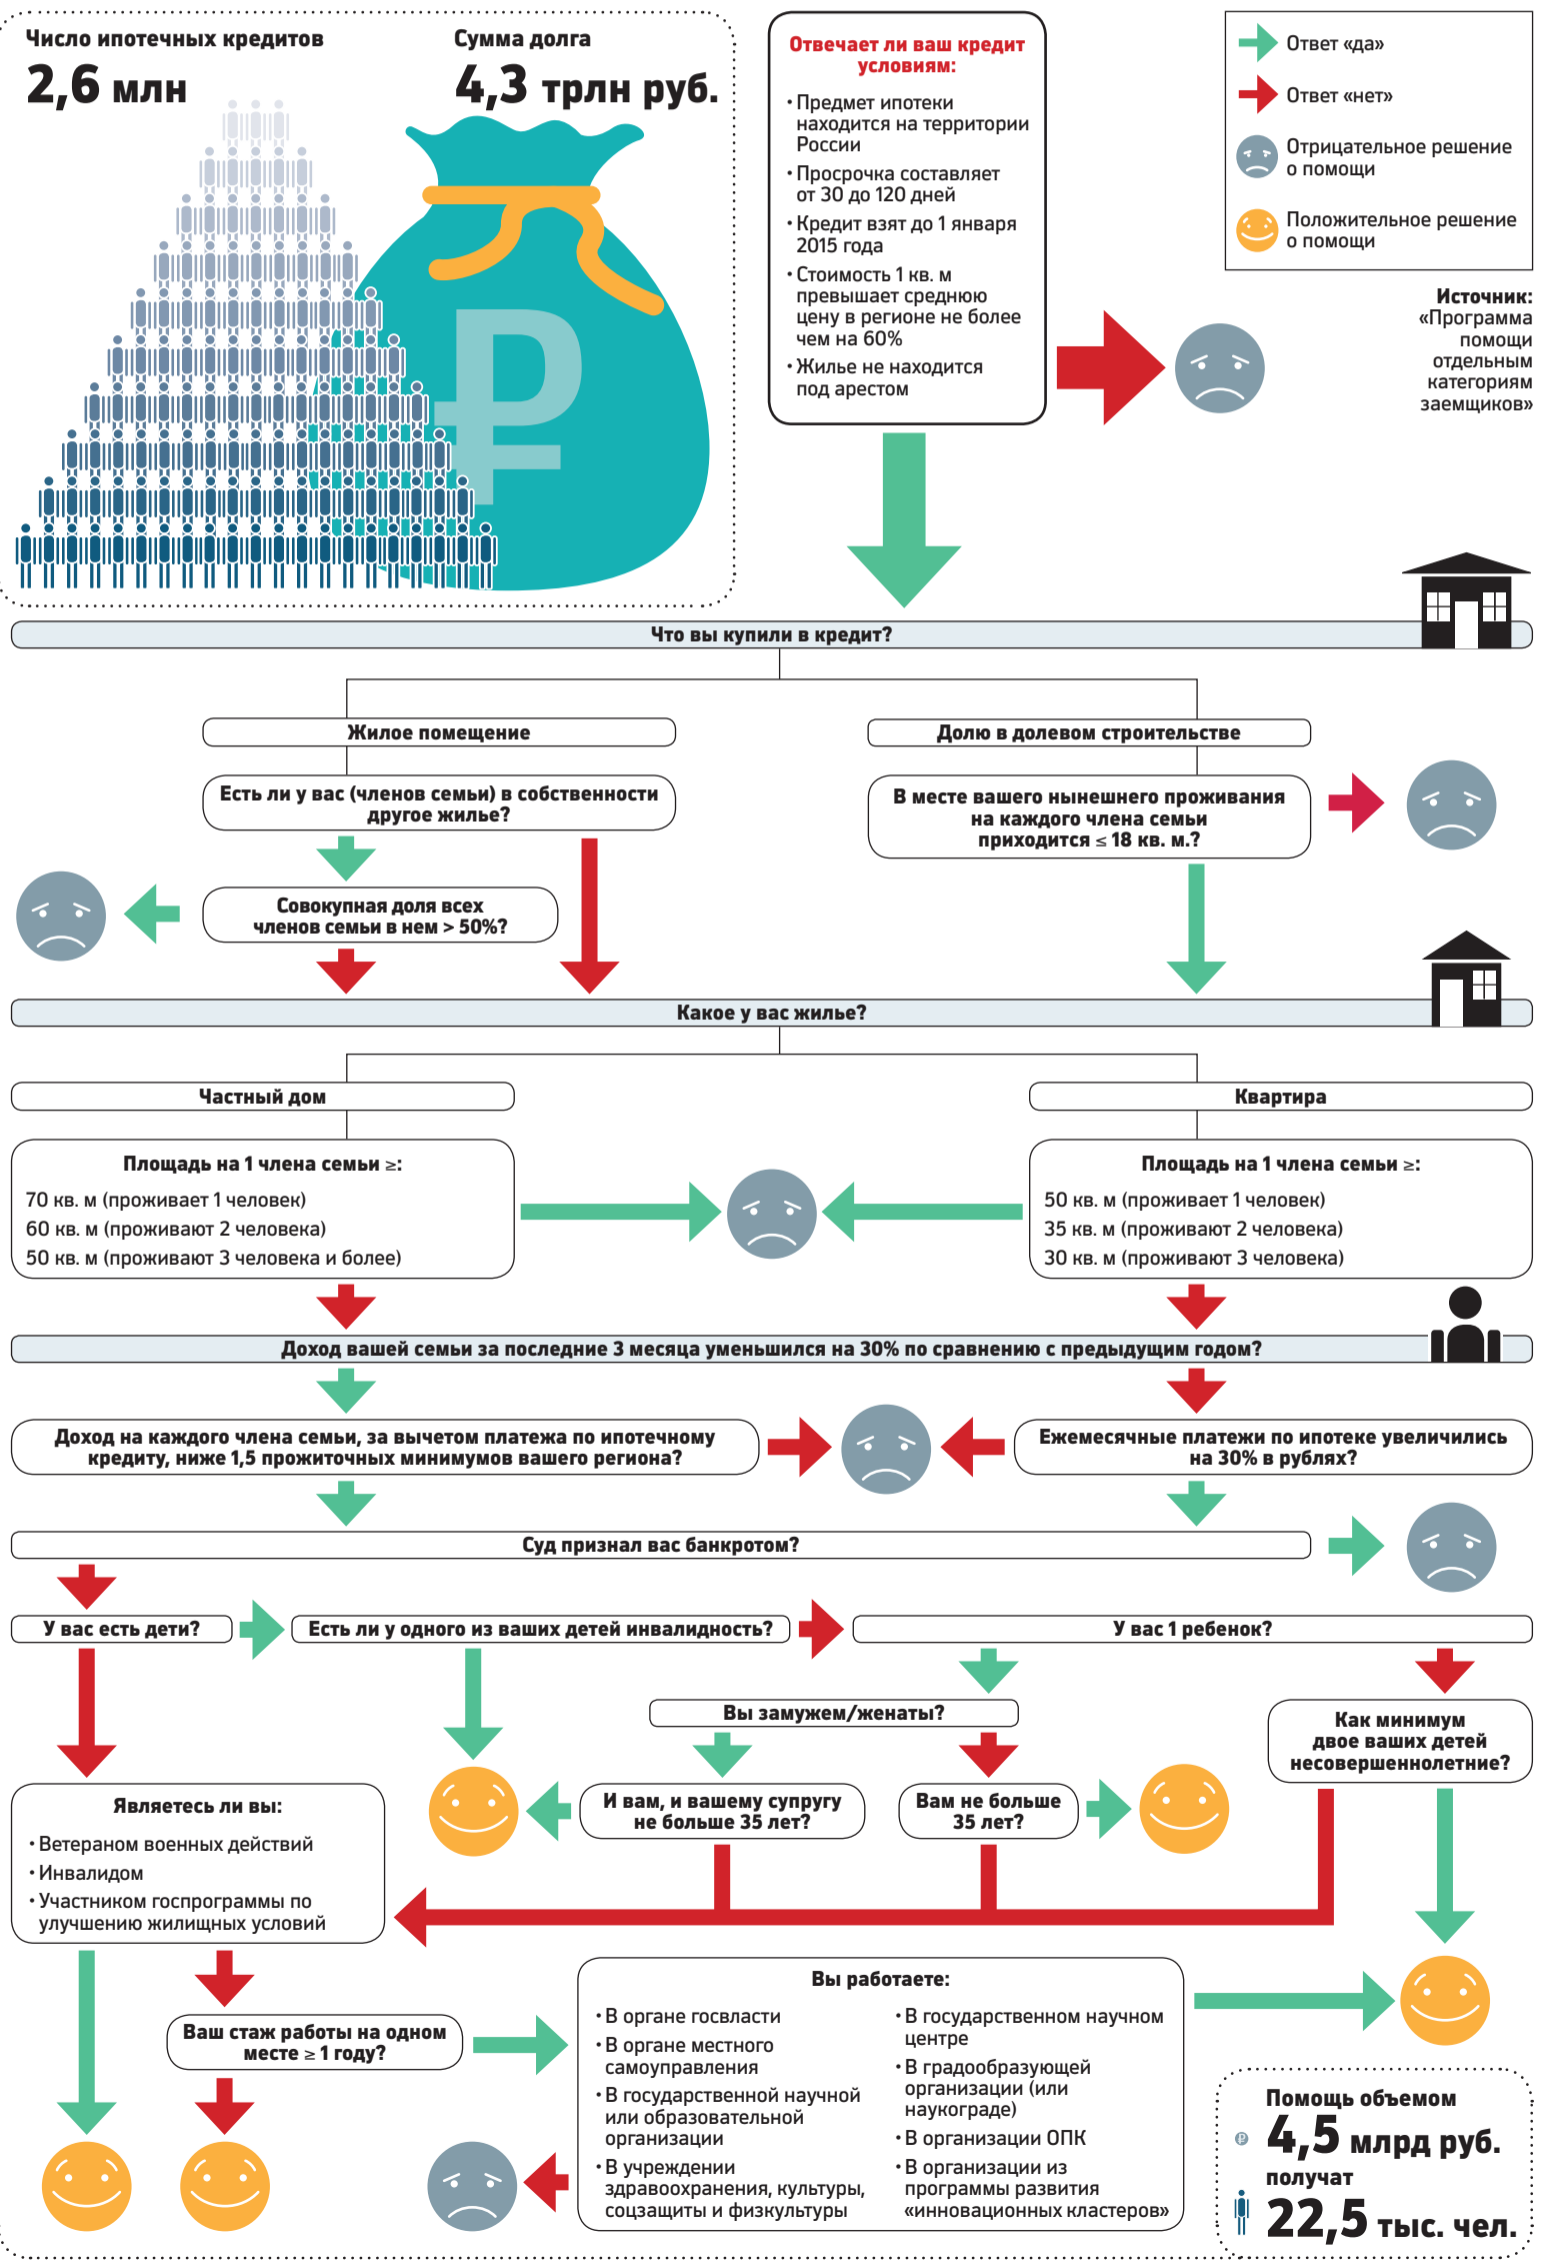 Число ипотечных кредитов
2,6 млн
Сумма долга
4,3 трлн руб.
₽
Отвечает ли ваш кредит
условиям:
• Предмет ипотеки
находится на территории
России
• Просрочка составляет
от 30 до 120 дней
• Кредит взят до 1 января
2015 года
• Стоимость 1 кв. м
превышает среднюю
цену в регионе не более
чем на 60%
• Жилье не находится
под арестом
Ответ «да»
Ответ «нет»
Отрицательное решение
о помощи
Положительное решение
о помощи
Источник:
«Программа
помощи
отдельным
категориям
заемщиков»
Что вы купили в кредит?
Жилое помещение
Долю в долевом строительстве
Есть ли у вас (членов семьи) в собственности
другое жилье?
В месте вашего нынешнего проживания
на каждого члена семьи
приходится ≤ 18 кв. м.?
Совокупная доля всех
членов семьи в нем > 50%?
Какое у вас жилье?
Частный дом
Квартира
Площадь на 1 члена семьи ≥:
70 кв. м (проживает 1 человек)
60 кв. м (проживают 2 человека)
50 кв. м (проживают 3 человека и более)
Площадь на 1 члена семьи ≥:
50 кв. м (проживает 1 человек)
35 кв. м (проживают 2 человека)
30 кв. м (проживают 3 человека)
Доход вашей семьи за последние 3 месяца уменьшился на 30% по сравнению с предыдущим годом?
Доход на каждого члена семьи, за вычетом платежа по ипотечному
кредиту, ниже 1,5 прожиточных минимумов вашего региона?
Ежемесячные платежи по ипотеке увеличились
на 30% в рублях?
Суд признал вас банкротом?
У вас есть дети?
Есть ли у одного из ваших детей инвалидность?
У вас 1 ребенок?
Вы замужем/женаты?
Как минимум
двое ваших детей
несовершеннолетние?
И вам, и вашему супругу
не больше 35 лет?
Вам не больше
35 лет?
Являетесь ли вы:
• Ветераном военных действий
• Инвалидом
• Участником госпрограммы по
улучшению жилищных условий
Ваш стаж работы на одном
месте ≥ 1 году?
Вы работаете:
• В органе госвласти
• В органе местного
самоуправления
• В государственной научной
или образовательной
организации
• В учреждении
здравоохранения, культуры,
соцзащиты и физкультуры
• В государственном научном
центре
• В градообразующей
организации (или
наукограде)
• В организации ОПК
• В организации из
программы развития
«инновационных кластеров»
Помощь объемом
₽ 4,5 млрд руб.
получат
22,5 тыс. чел.